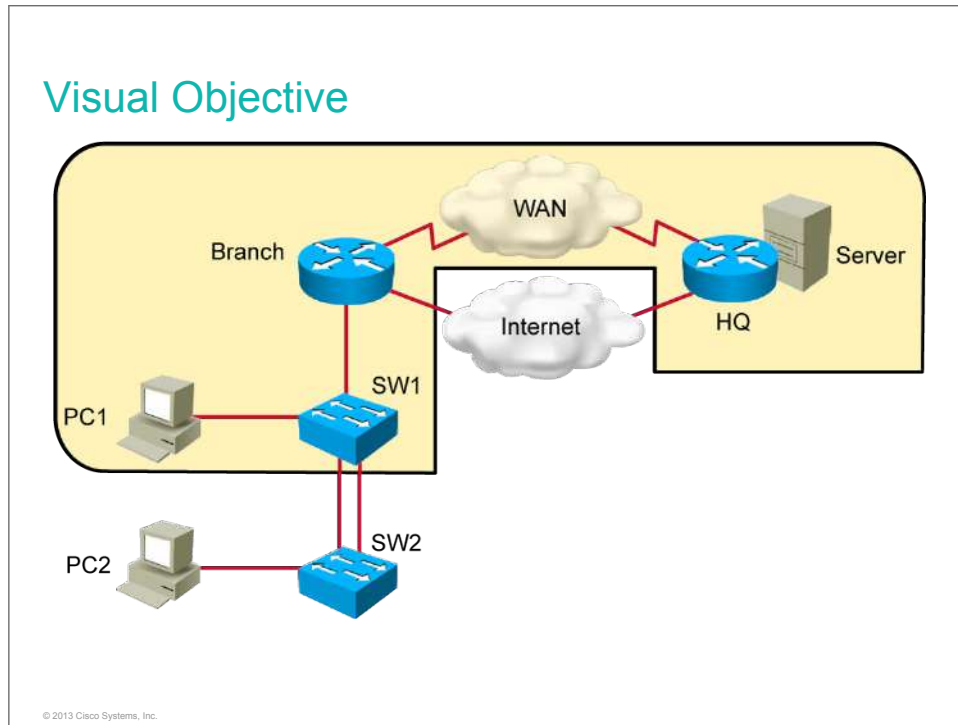 Visual Objective
WAN
Branch
Server
Internet
HQ
SW1
PC1
SW2
PC2
© 2013 Cisco Systems, Inc.